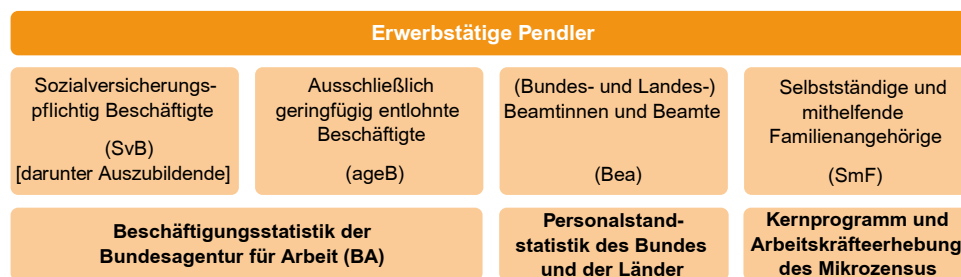 Erwerbstätige Pendler
Sozialversicherungs-
pflichtig Beschäftigte
(SvB)
[darunter Auszubildende]
Ausschließlich
geringfügig entlohnte
Beschäftigte
(ageB)
(Bundes- und Landes-)
Beamtinnen und Beamte
(Bea)
Selbstständige und
mithelfende
Familienangehörige
(SmF)
Beschäftigungsstatistik der
Bundesagentur für Arbeit (BA)
Personalstand-
statistik des Bundes
und der Länder
Kernprogramm und
Arbeitskräfteerhebung
des Mikrozensus